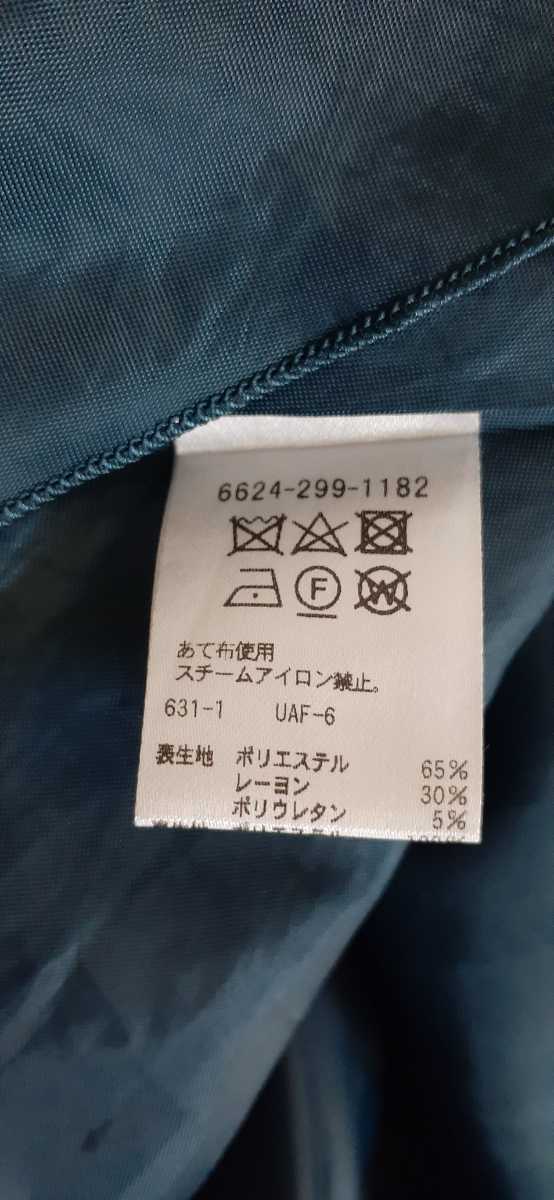 6624-299-1182
F W
あて布使用
スチームアイロン禁止。
631-1 UAF-6
表生地 ポリエステル 65%
レーヨン 30%
ポリウレタン 5%